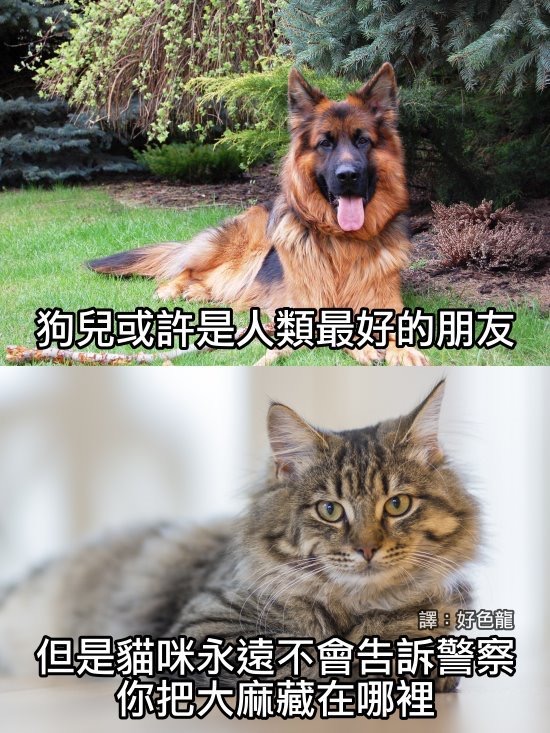 狗兒或許是人類最好的朋友
譯：好色龍
但是貓咪永遠不會告訴警察
你把大麻藏在哪裡